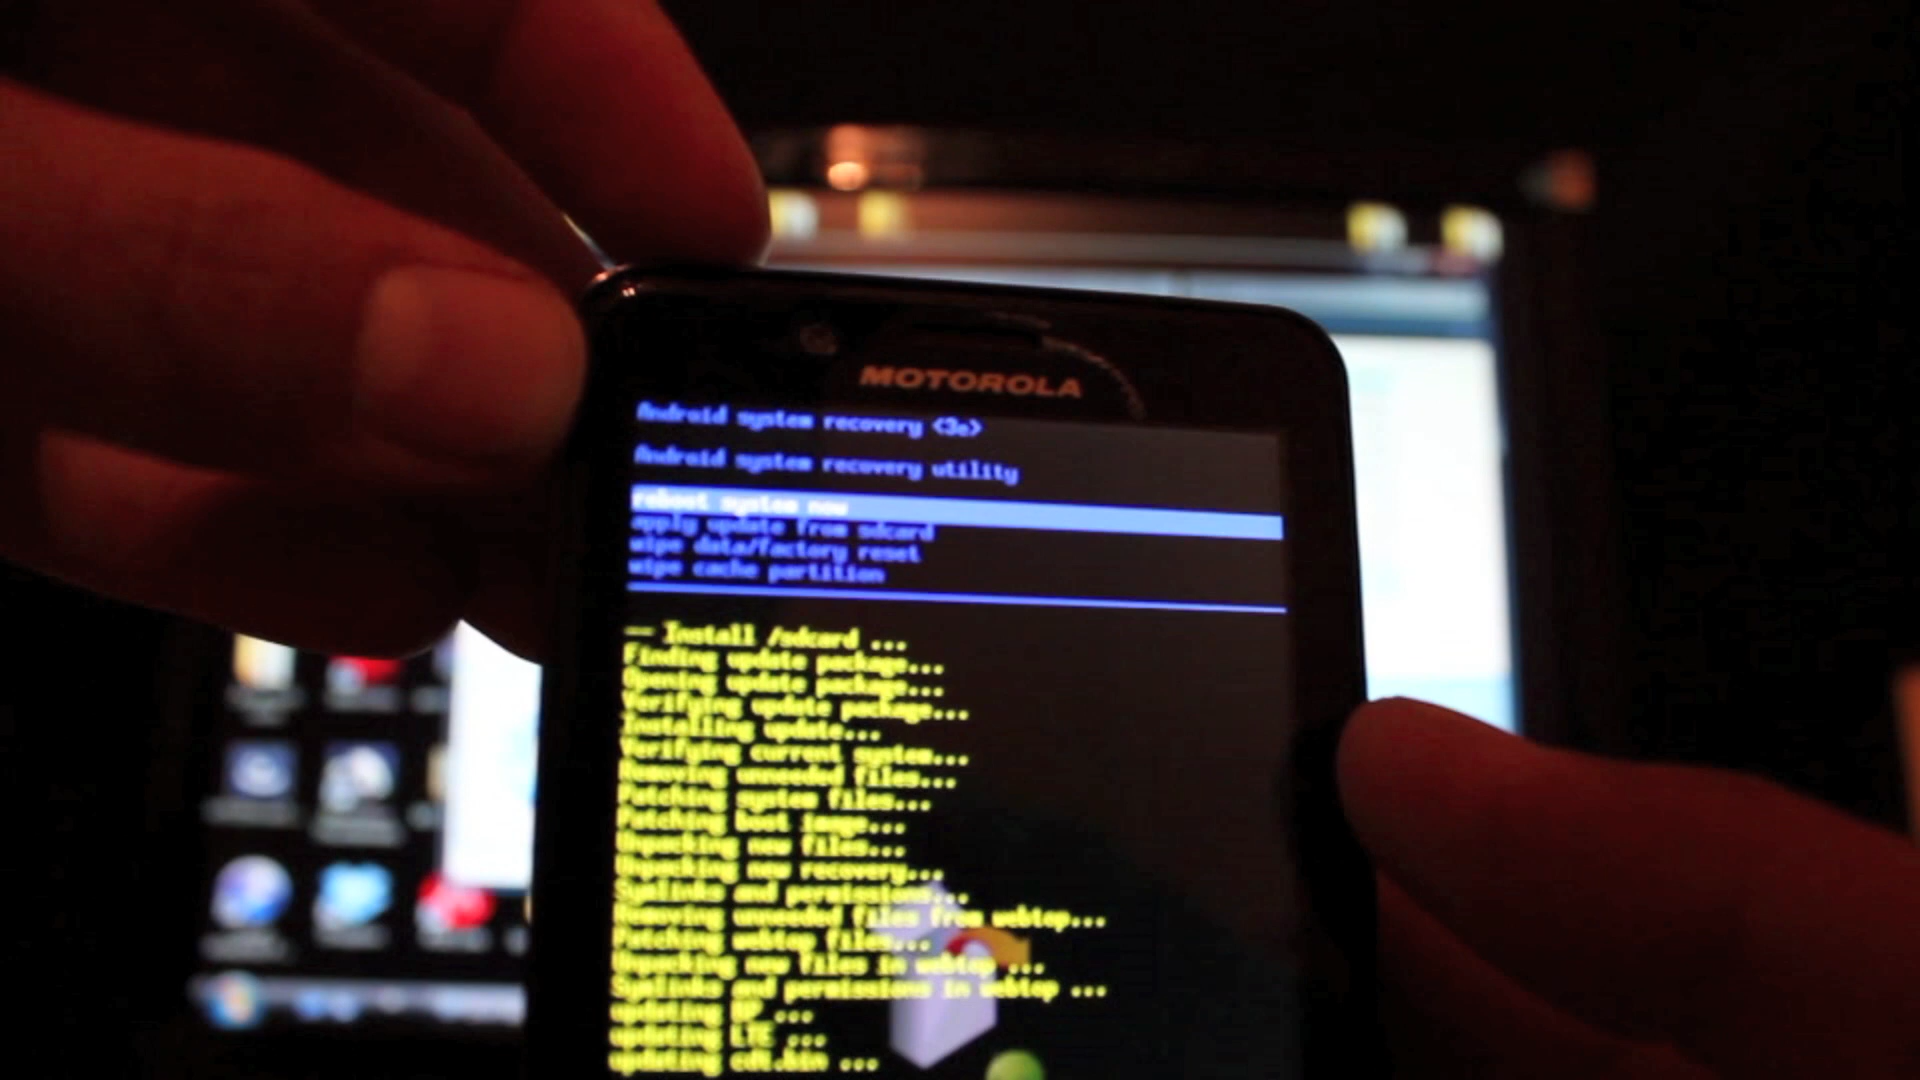 MOTOROLA
Android system recovery <3e>
Android system recovery utility
reboot system now
apply update from sdcard
wipe data/factory reset
wipe cache partition
-- Install /sdcard ...
Finding update package...
Opening update package...
Verifying update package...
Installing update...
Verifying current system...
Removing unneeded files...
Patching system files...
Patching boot image...
Unpacking new files...
Unpacking new recovery...
Symlinks and permissions...
Removing unneeded files from webtop...
Patching webtop files...
Unpacking new files in webtop ...
Symlinks and permissions in webtop ...
updating BP ...
updating LTE ...
updating cdt.bin ...